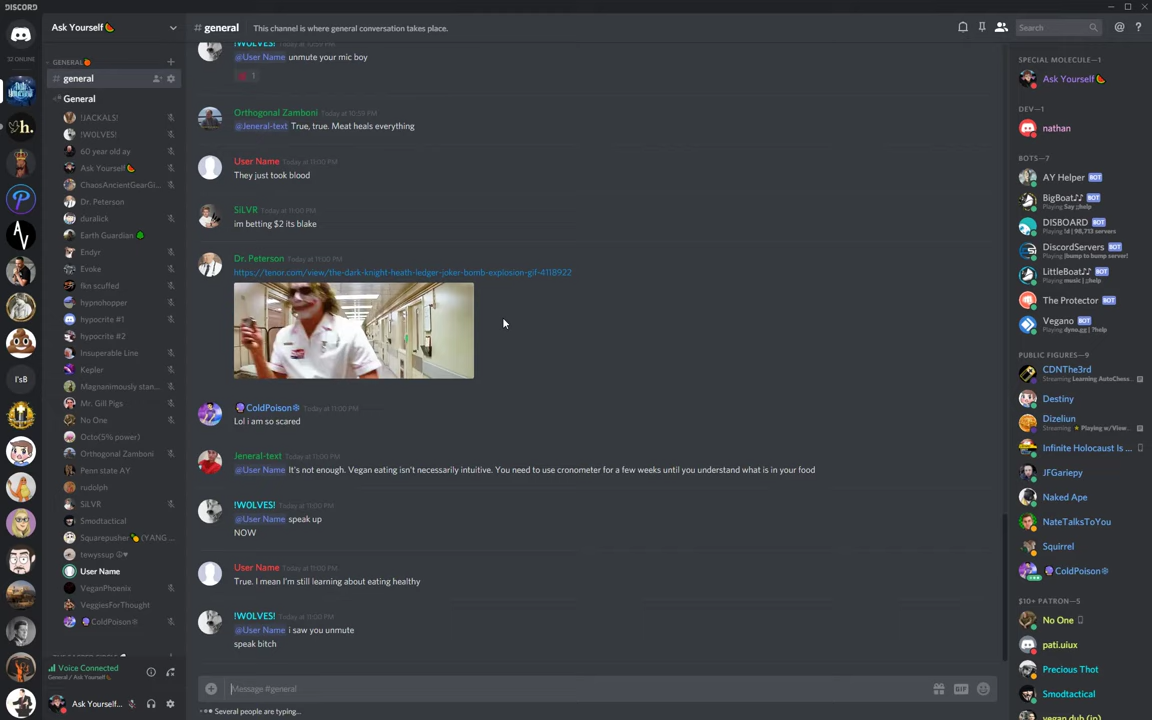 DISCORD
Ask Yourself
# general
This channel is where general conversation takes place.
Search
32 ONLINE
GENERAL
# general
General
!JACKALS!
!W0LVES!
60 year old ay
Ask Yourself
ChaosAncientGearGi...
Dr. Peterson
duralick
Earth Guardian
Endyr
Evoke
fkn scuffed
hypnohopper
hypocrite #1
hypocrite #2
Insuperable Line
Kepler
Magnanimously stan...
Mr. Gill Pigs
No One
Octo(5% power)
Orthogonal Zamboni
Penn state AY
rudolph
SiLVR
Smodtactical
Squarepusher (YANG ...
tewyssup
User Name
VeganPhoenix
VeggiesForThought
ColdPoison
Voice Connected
General / Ask Yourself
Ask Yourself...
h.
P
I'sB
!W0LVES! Today at 10:59 PM
@User Name unmute your mic boy
1
Orthogonal Zamboni Today at 10:59 PM
@Jeneral-text True, true. Meat heals everything
User Name Today at 11:00 PM
They just took blood
SiLVR Today at 11:00 PM
im betting $2 its blake
Dr. Peterson Today at 11:00 PM
https://tenor.com/view/the-dark-knight-heath-ledger-joker-bomb-explosion-gif-4118922
ColdPoison Today at 11:00 PM
Lol i am so scared
Jeneral-text Today at 11:00 PM
@User Name It's not enough. Vegan eating isn't necessarily intuitive. You need to use cronometer for a few weeks until you understand what is in your food
!W0LVES! Today at 11:00 PM
@User Name speak up
NOW
User Name Today at 11:00 PM
True. I mean I'm still learning about eating healthy
!W0LVES! Today at 11:00 PM
@User Name i saw you unmute
speak bitch
Message #general
GIF
Several people are typing...
SPECIAL MOLECULE—1
Ask Yourself
DEV—1
nathan
BOTS—7
AY Helper BOT
BigBoat♪♪ BOT
Playing Say ;;help
DISBOARD BOT
Playing !d | 98,713 servers
DiscordServers BOT
Playing |bump to bump server!
LittleBoat♪♪ BOT
Playing music | ;;help
The Protector BOT
Vegano BOT
Playing dyno.gg | ?help
PUBLIC FIGURES—9
CDNThe3rd
Streaming Learning AutoChess...
Destiny
Dizeliun
Streaming Playing w/View...
Infinite Holocaust Is ...
JFGariepy
Naked Ape
NateTalksToYou
Squirrel
ColdPoison
$10+ PATRON—5
No One
pati.uiux
Precious Thot
Smodtactical
vegan dub (in)